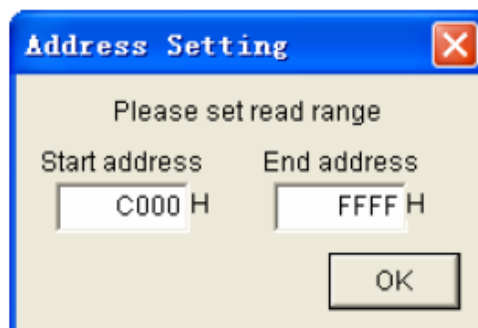 Address Setting
Please set read range
Start address End address
C000 H FFFF H
OK